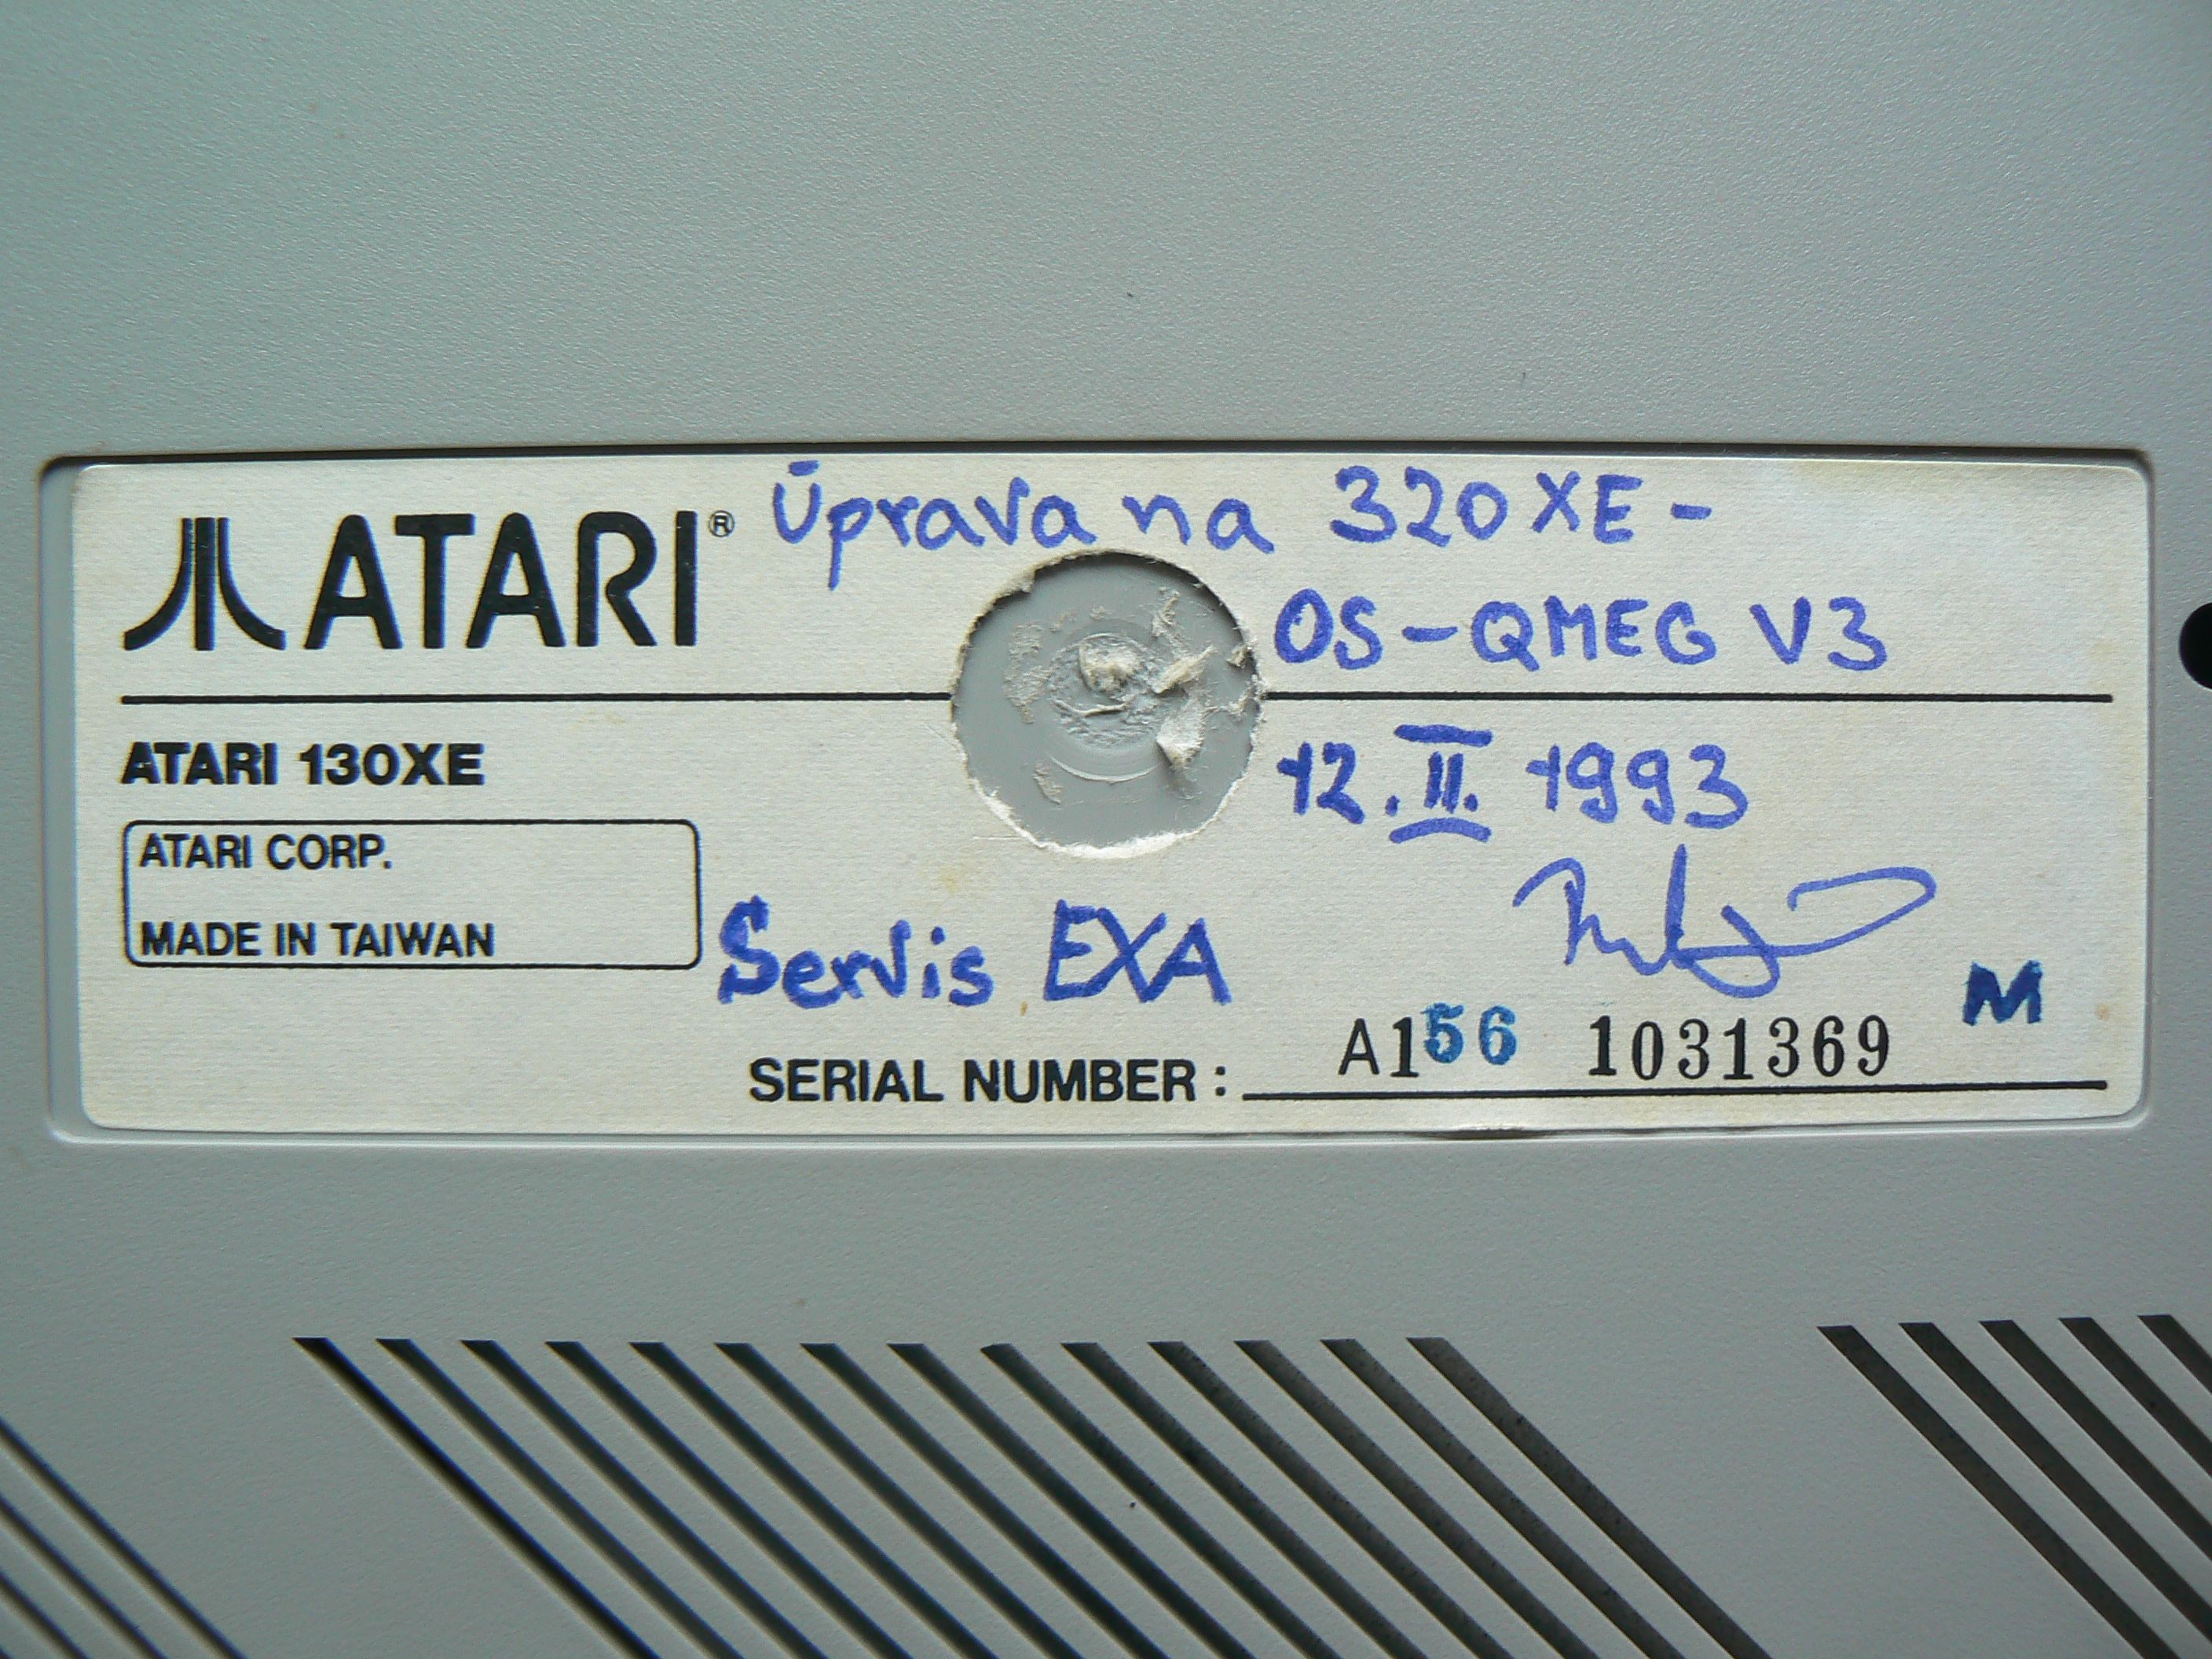 ATARI® Úprava na 320XE-
OS-QMEG V3
ATARI 130XE
12.II. 1993
ATARI CORP.
MADE IN TAIWAN
Servis EXA
M
SERIAL NUMBER: A156 1031369